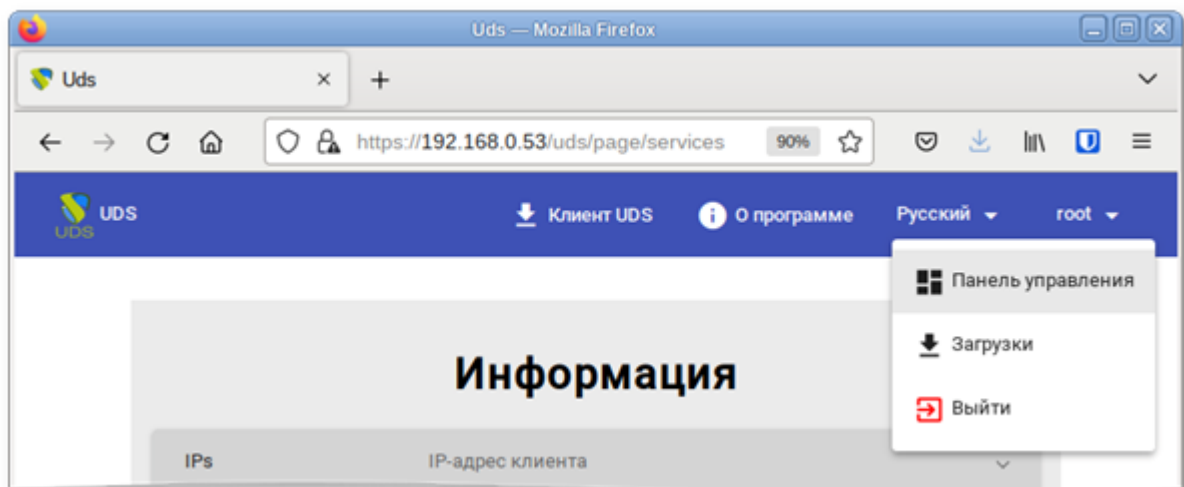 Uds — Mozilla Firefox
Uds
https://192.168.0.53/uds/page/services 90%
UDS UDS Клиент UDS О программе Русский root
Панель управления
Загрузки
Выйти
Информация
IPs IP-адрес клиента